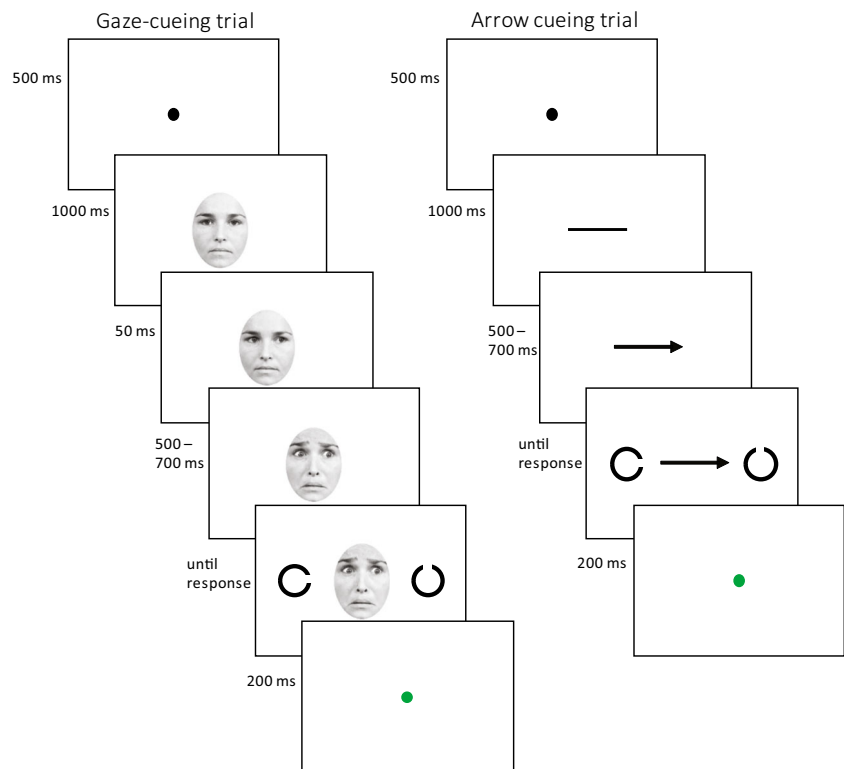 Gaze-cueing trial
500 ms
1000 ms
50 ms
500 –
700 ms
until
response
200 ms
Arrow cueing trial
500 ms
1000 ms
500 –
700 ms
until
response
200 ms